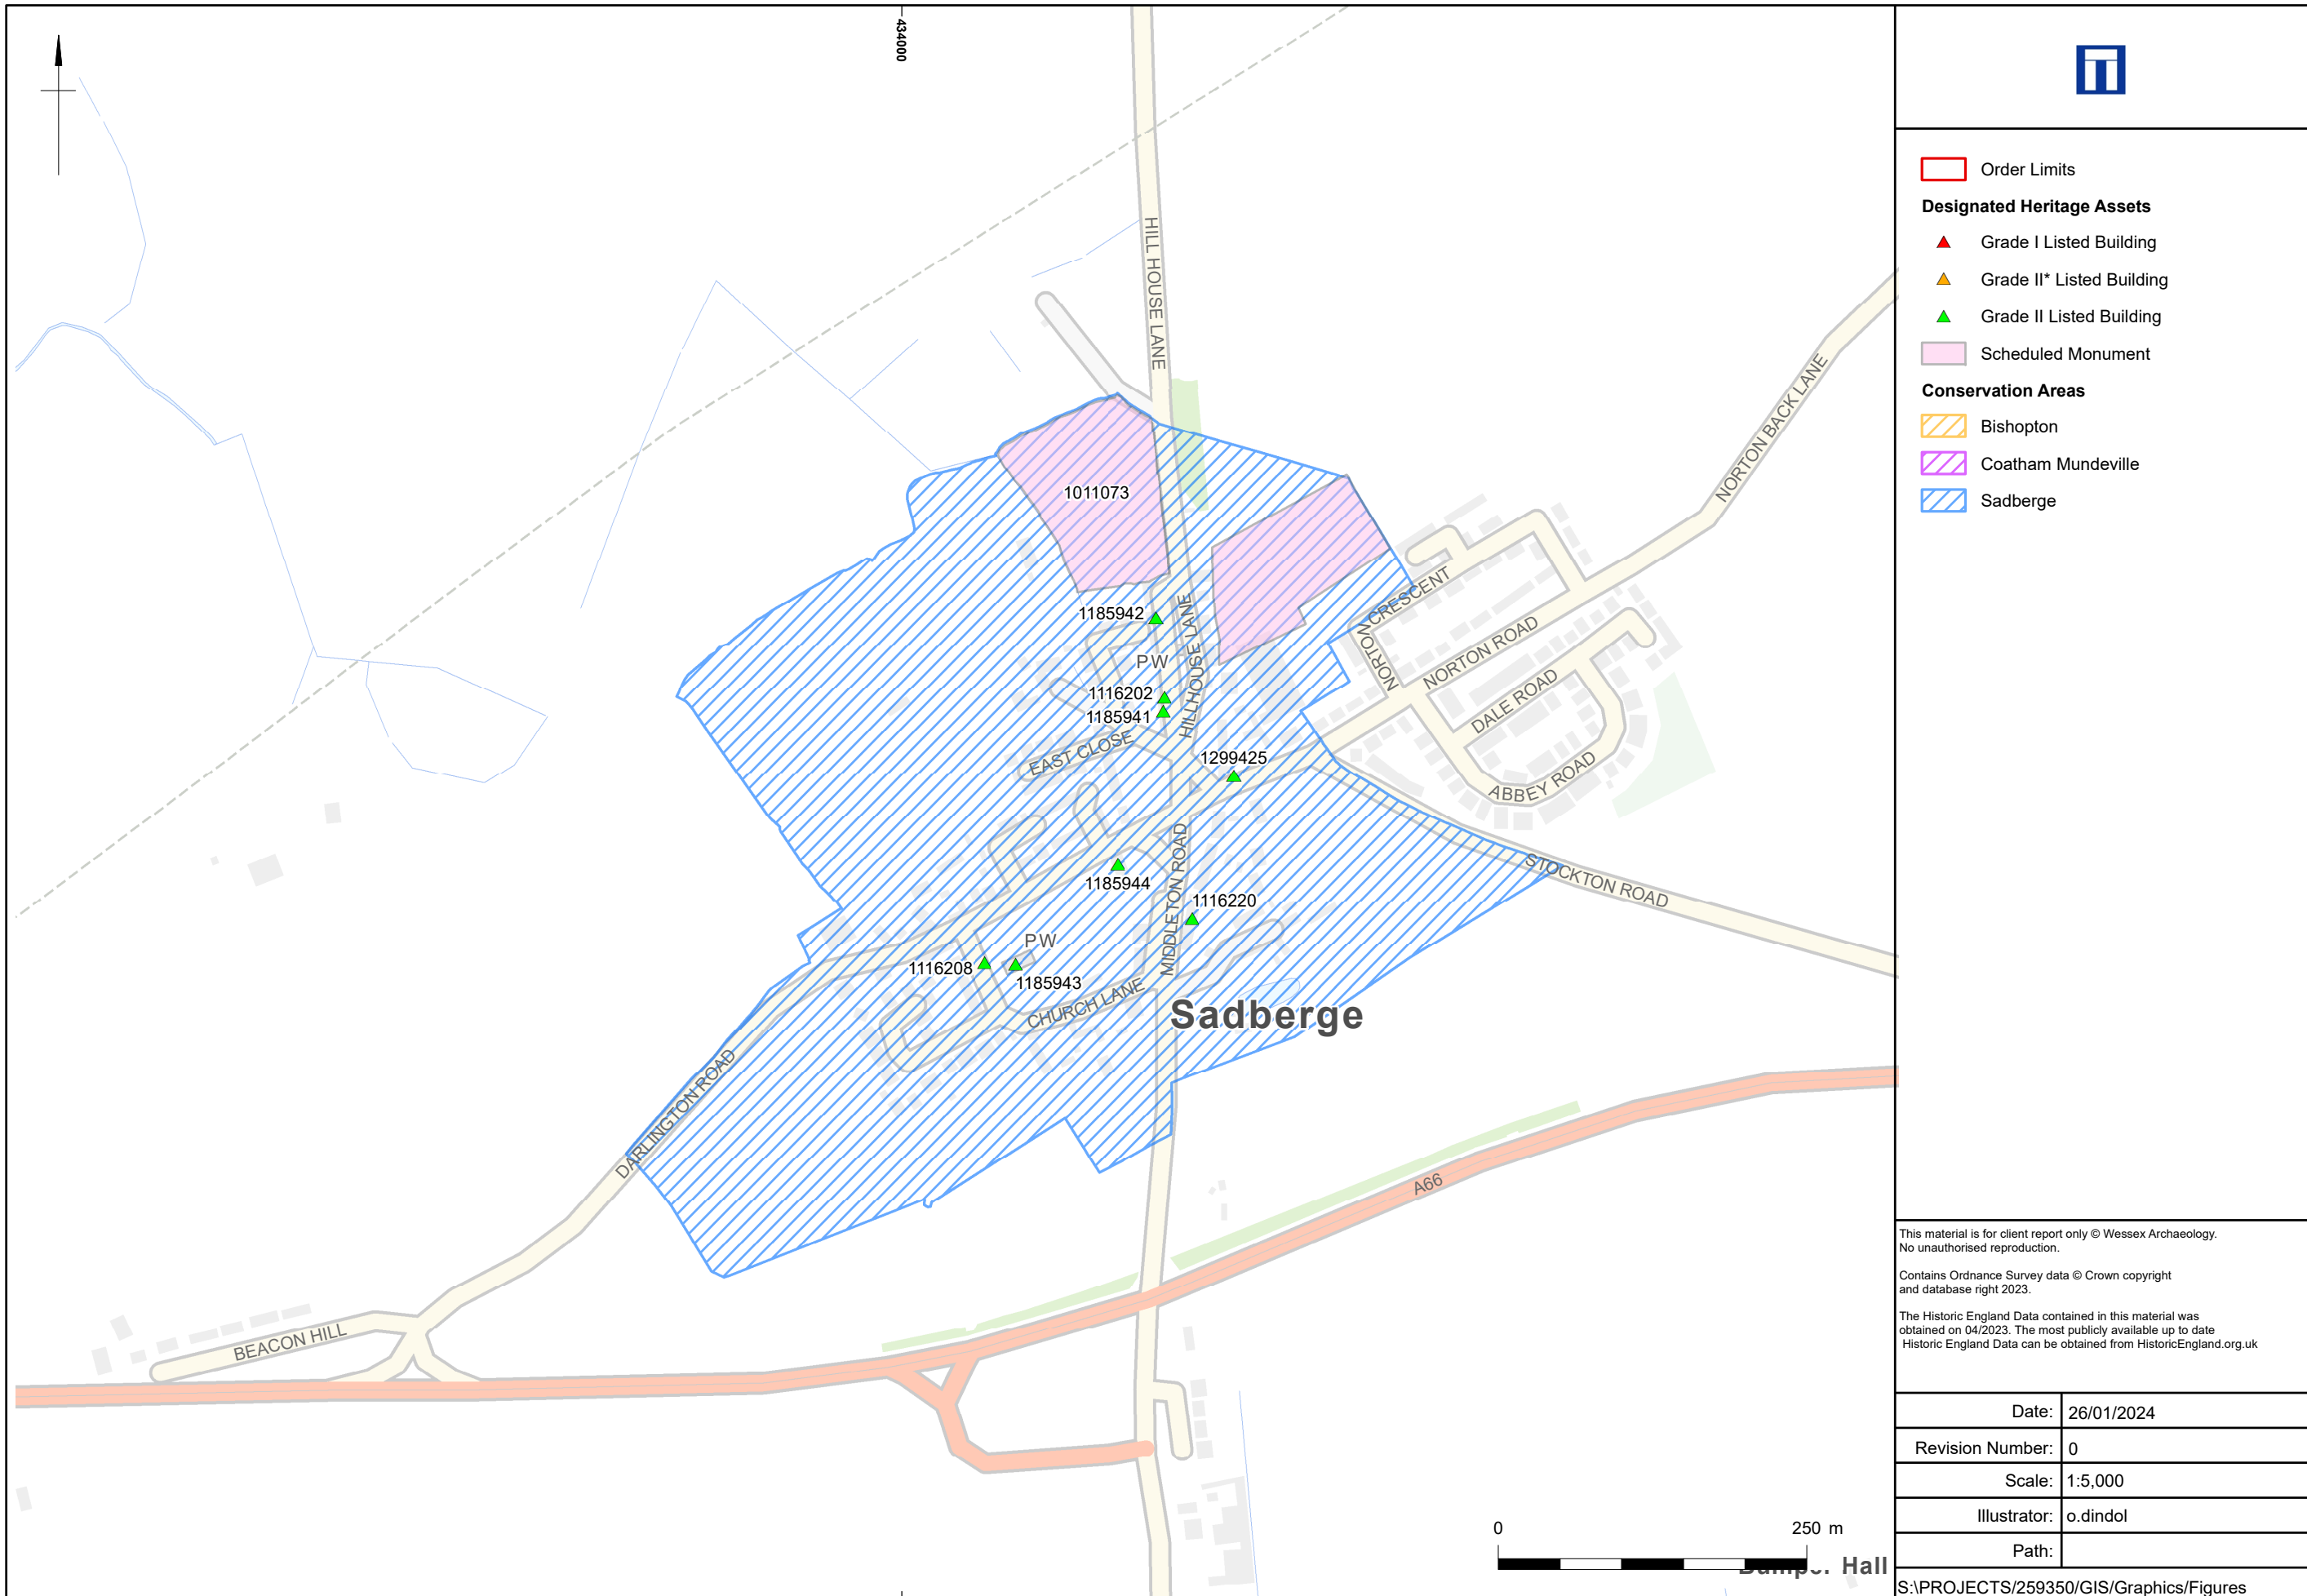 434000
HILL HOUSE LANE
NORTON BACK LANE
1011073
NORTON CRESCENT
1185942
HILLHOUSE LANE
PW
NORTON ROAD
1116202
1185941
DALE ROAD
EAST CLOSE
1299425
ABBEY ROAD
MIDDLETON ROAD
STOCKTON ROAD
1185944
1116220
PW
1116208
1185943
CHURCH LANE
Sadberge
DARLINGTON ROAD
A66
BEACON HILL
0 250 m
Hall
Order Limits
Designated Heritage Assets
Grade I Listed Building
Grade II* Listed Building
Grade II Listed Building
Scheduled Monument
Conservation Areas
Bishopton
Coatham Mundeville
Sadberge
This material is for client report only © Wessex Archaeology.
No unauthorised reproduction.
Contains Ordnance Survey data © Crown copyright
and database right 2023.
The Historic England Data contained in this material was
obtained on 04/2023. The most publicly available up to date
Historic England Data can be obtained from HistoricEngland.org.uk
Date: 26/01/2024
Revision Number: 0
Scale: 1:5,000
Illustrator: o.dindol
Path:
S:\PROJECTS/259350/GIS/Graphics/Figures